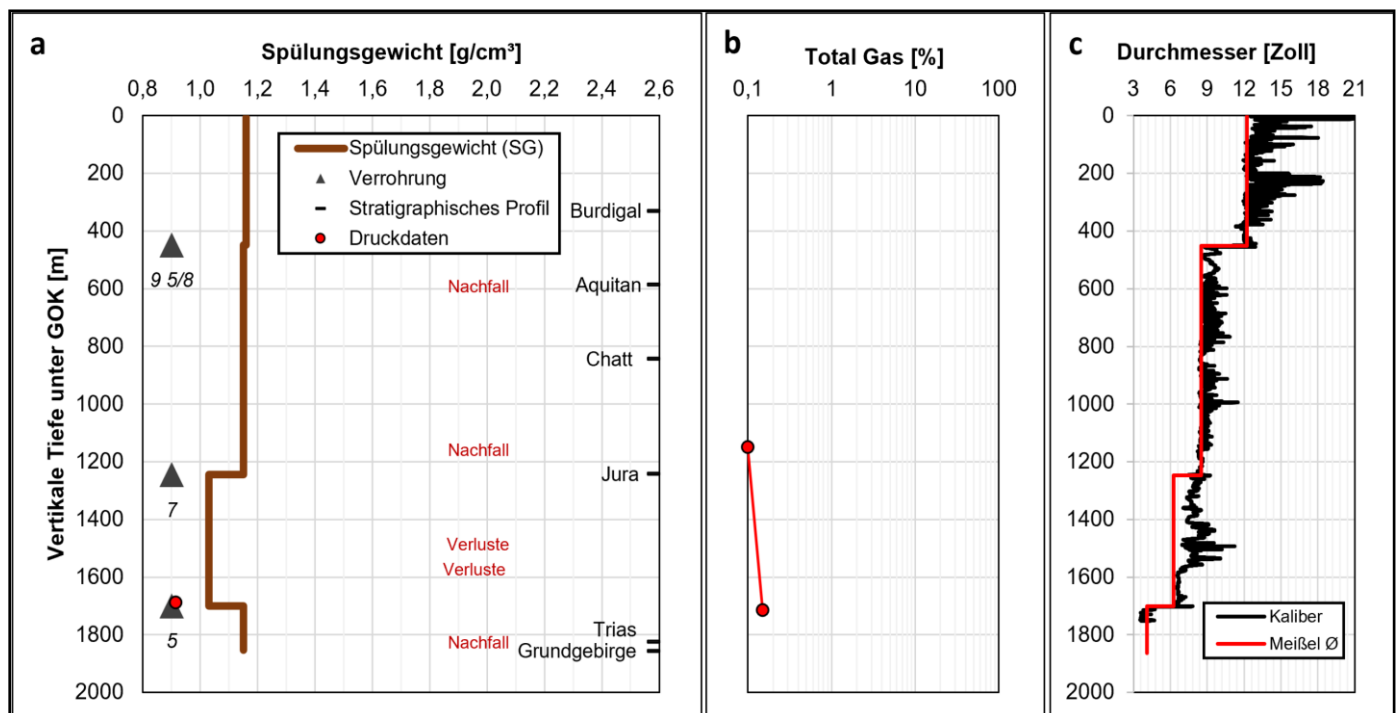 a
Spülungsgewicht [g/cm³]
0,8 1,0 1,2 1,4 1,6 1,8 2,0 2,2 2,4 2,6
Vertikale Tiefe unter GOK [m]
0
200
400
600
800
1000
1200
1400
1600
1800
2000
Spülungsgewicht (SG)
Verrohrung
Stratigraphisches Profil
Druckdaten
9 5/8
7
5
Nachfall
Nachfall
Verluste
Verluste
Nachfall
Burdigal
Aquitan
Chatt
Jura
Trias
Grundgebirge
b
Total Gas [%]
0,1 1 10 100
c
Durchmesser [Zoll]
3 6 9 12 15 18 21
0
200
400
600
800
1000
1200
1400
1600
1800
2000
Kaliber
Meißel Ø